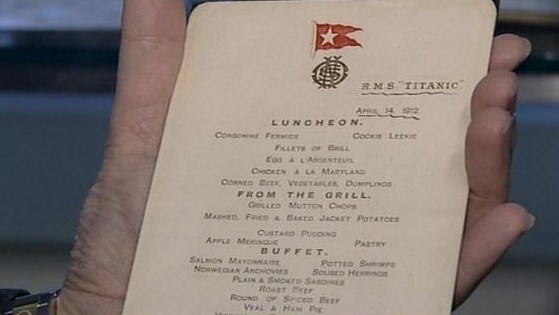 R.M.S. "TITANIC"
APRIL 14, 1912.
LUNCHEON.
CONSOMMÉ FERMIER COCKIE LEEKIE
FILLETS OF BRILL
EGG À L'ARGENTEUIL
CHICKEN À LA MARYLAND
CORNED BEEF, VEGETABLES, DUMPLINGS
FROM THE GRILL.
GRILLED MUTTON CHOPS
MASHED, FRIED & BAKED JACKET POTATOES
CUSTARD PUDDING
APPLE MERINGUE PASTRY
BUFFET.
SALMON MAYONNAISE POTTED SHRIMPS
NORWEGIAN ANCHOVIES SOUSED HERRINGS
PLAIN & SMOKED SARDINES
ROAST BEEF
ROUND OF SPICED BEEF
VEAL & HAM PIE